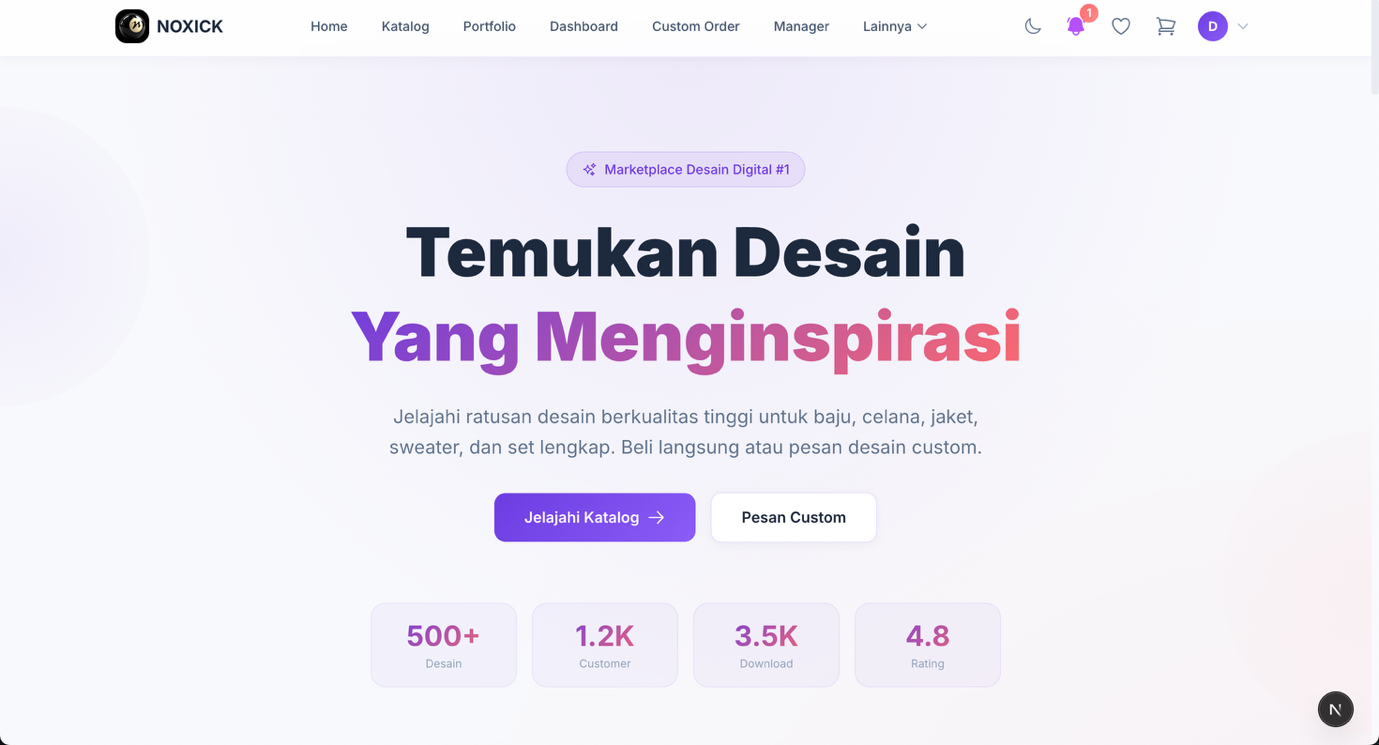 NOXICK
Home Katalog Portfolio Dashboard Custom Order Manager Lainnya
1
D
Marketplace Desain Digital #1
Temukan Desain
Yang Menginspirasi
Jelajahi ratusan desain berkualitas tinggi untuk baju, celana, jaket,
sweater, dan set lengkap. Beli langsung atau pesan desain custom.
Jelajahi Katalog
Pesan Custom
500+ 1.2K 3.5K 4.8
Desain Customer Download Rating
N